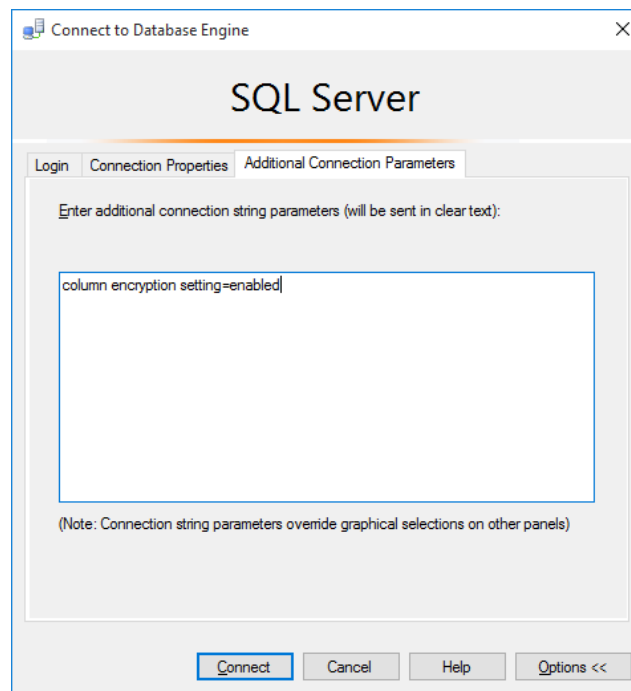 Connect to Database Engine
SQL Server
Login Connection Properties Additional Connection Parameters
Enter additional connection string parameters (will be sent in clear text):
column encryption setting=enabled
(Note: Connection string parameters override graphical selections on other panels)
Connect Cancel Help Options <<